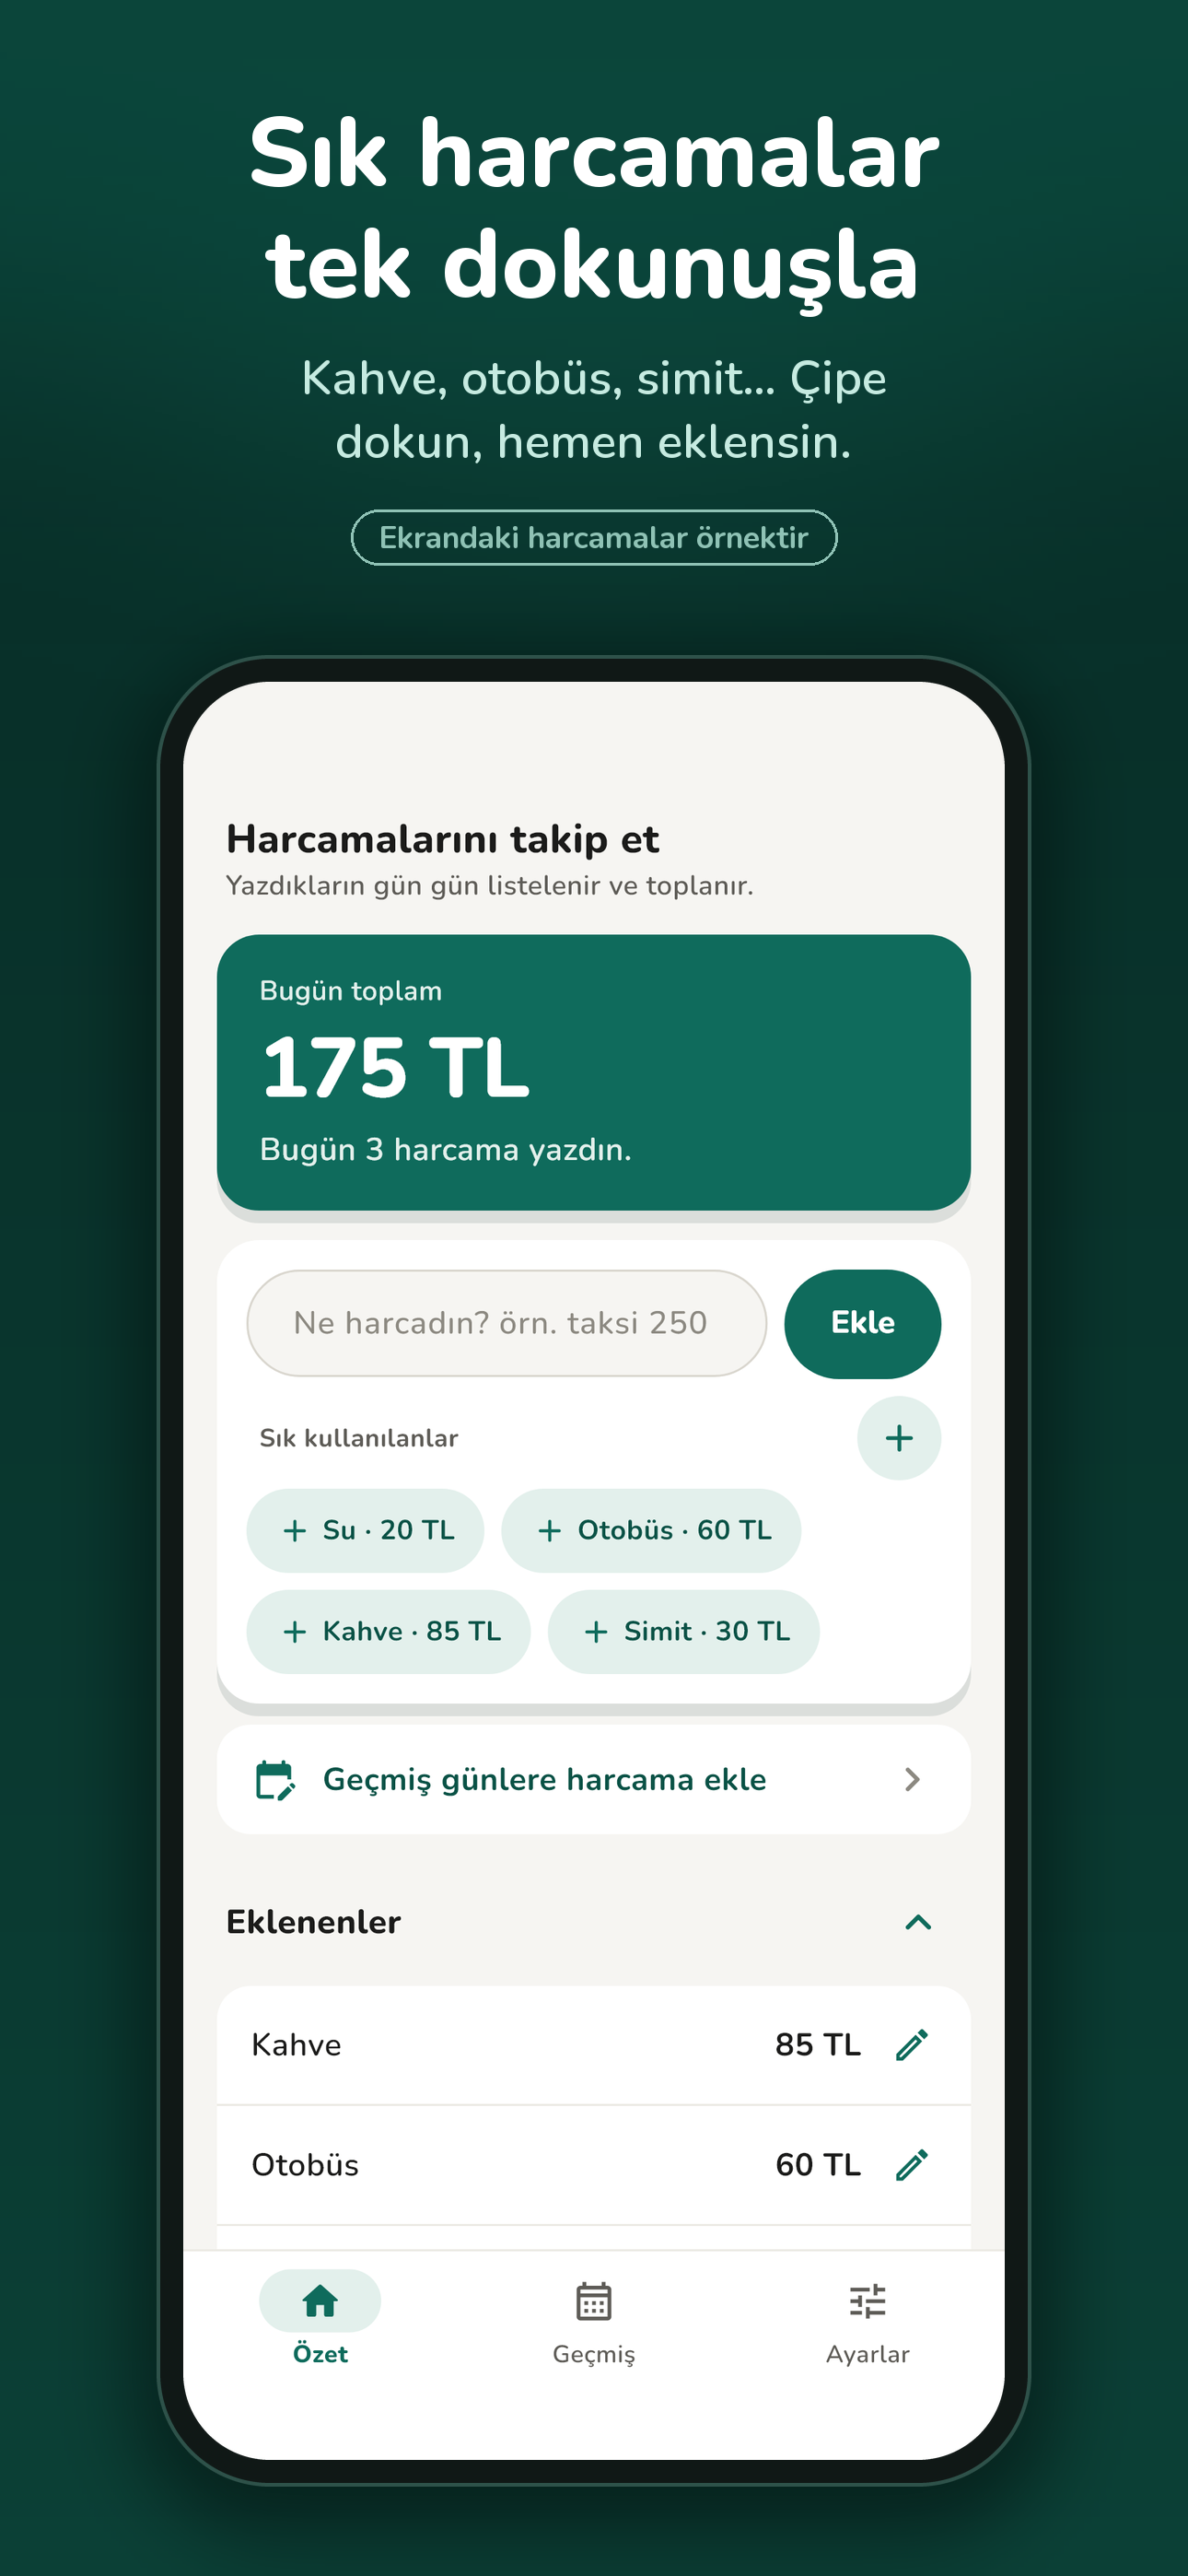 Sık harcamalar
tek dokunuşla
Kahve, otobüs, simit... Çipe
dokun, hemen eklensin.
Ekrandaki harcamalar örnektir
Harcamalarını takip et
Yazdıkların gün gün listelenir ve toplanır.
Bugün toplam
175 TL
Bugün 3 harcama yazdın.
Ne harcadın? örn. taksi 250
Ekle
Sık kullanılanlar
+
+ Su · 20 TL
+ Otobüs · 60 TL
+ Kahve · 85 TL
+ Simit · 30 TL
Geçmiş günlere harcama ekle
Eklenenler
Kahve 85 TL
Otobüs 60 TL
Özet
Geçmiş
Ayarlar